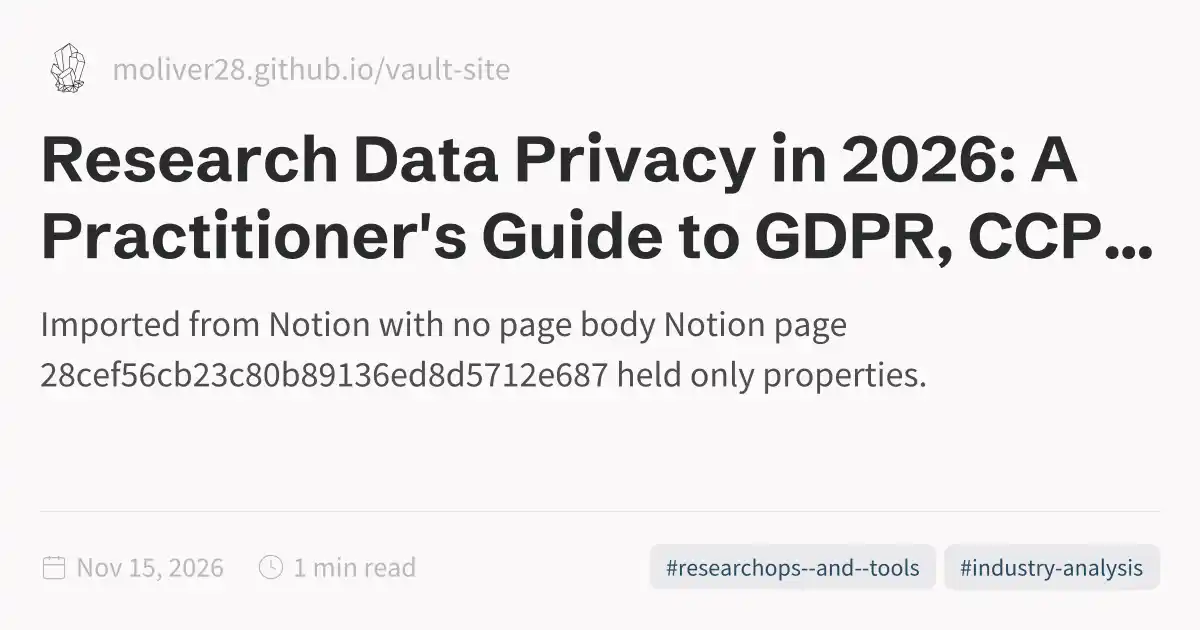 moliver28.github.io/vault-site
Research Data Privacy in 2026: A
Practitioner's Guide to GDPR, CCP...
Imported from Notion with no page body Notion page
28cef56cb23c80b89136ed8d5712e687 held only properties.
Nov 15, 2026
1 min read
#researchops--and--tools
#industry-analysis